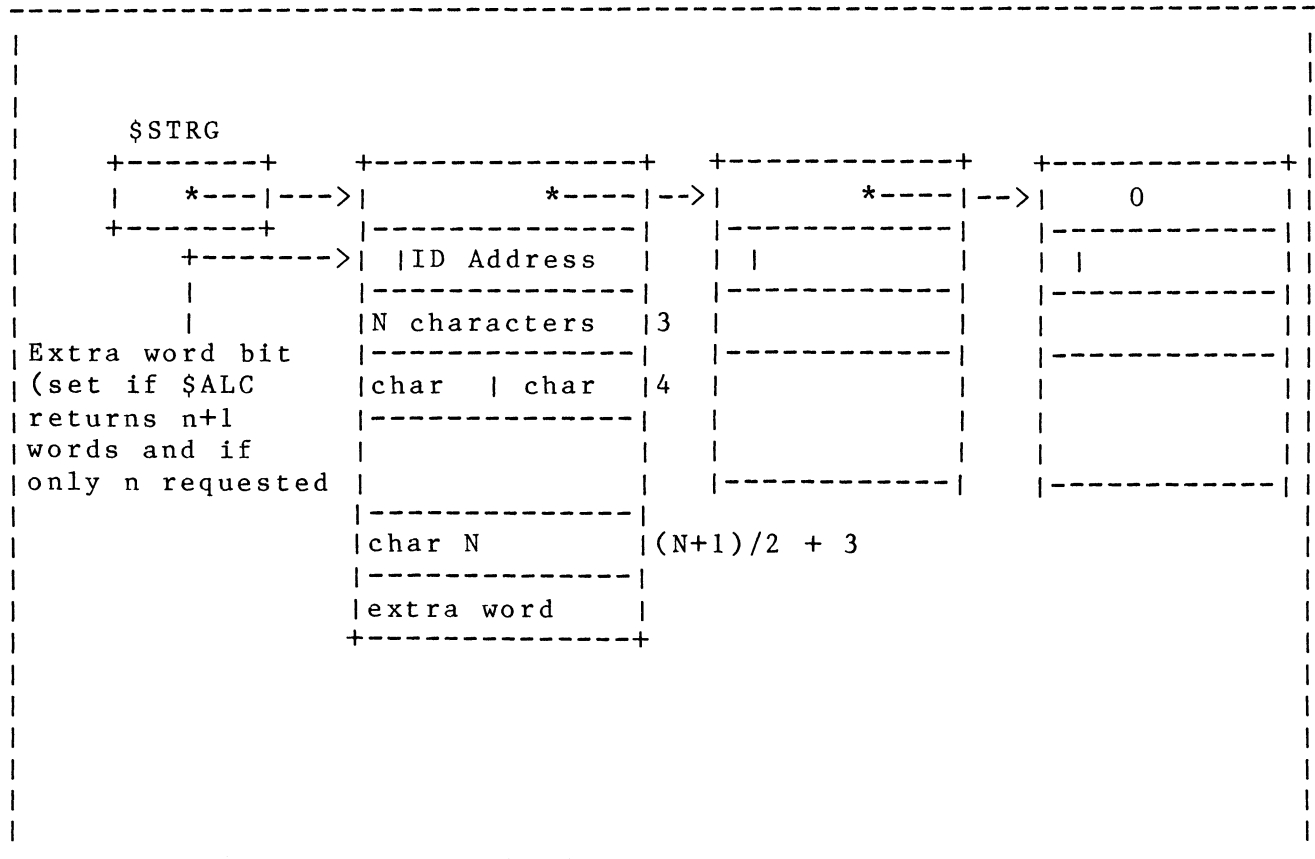 $STRG
*--- --->
*---- -->
*---- -->
0
+-------> |ID Address
N characters 3
Extra word bit
(set if $ALC char | char 4
returns n+1
words and if
only n requested
char N (N+1)/2 + 3
extra word